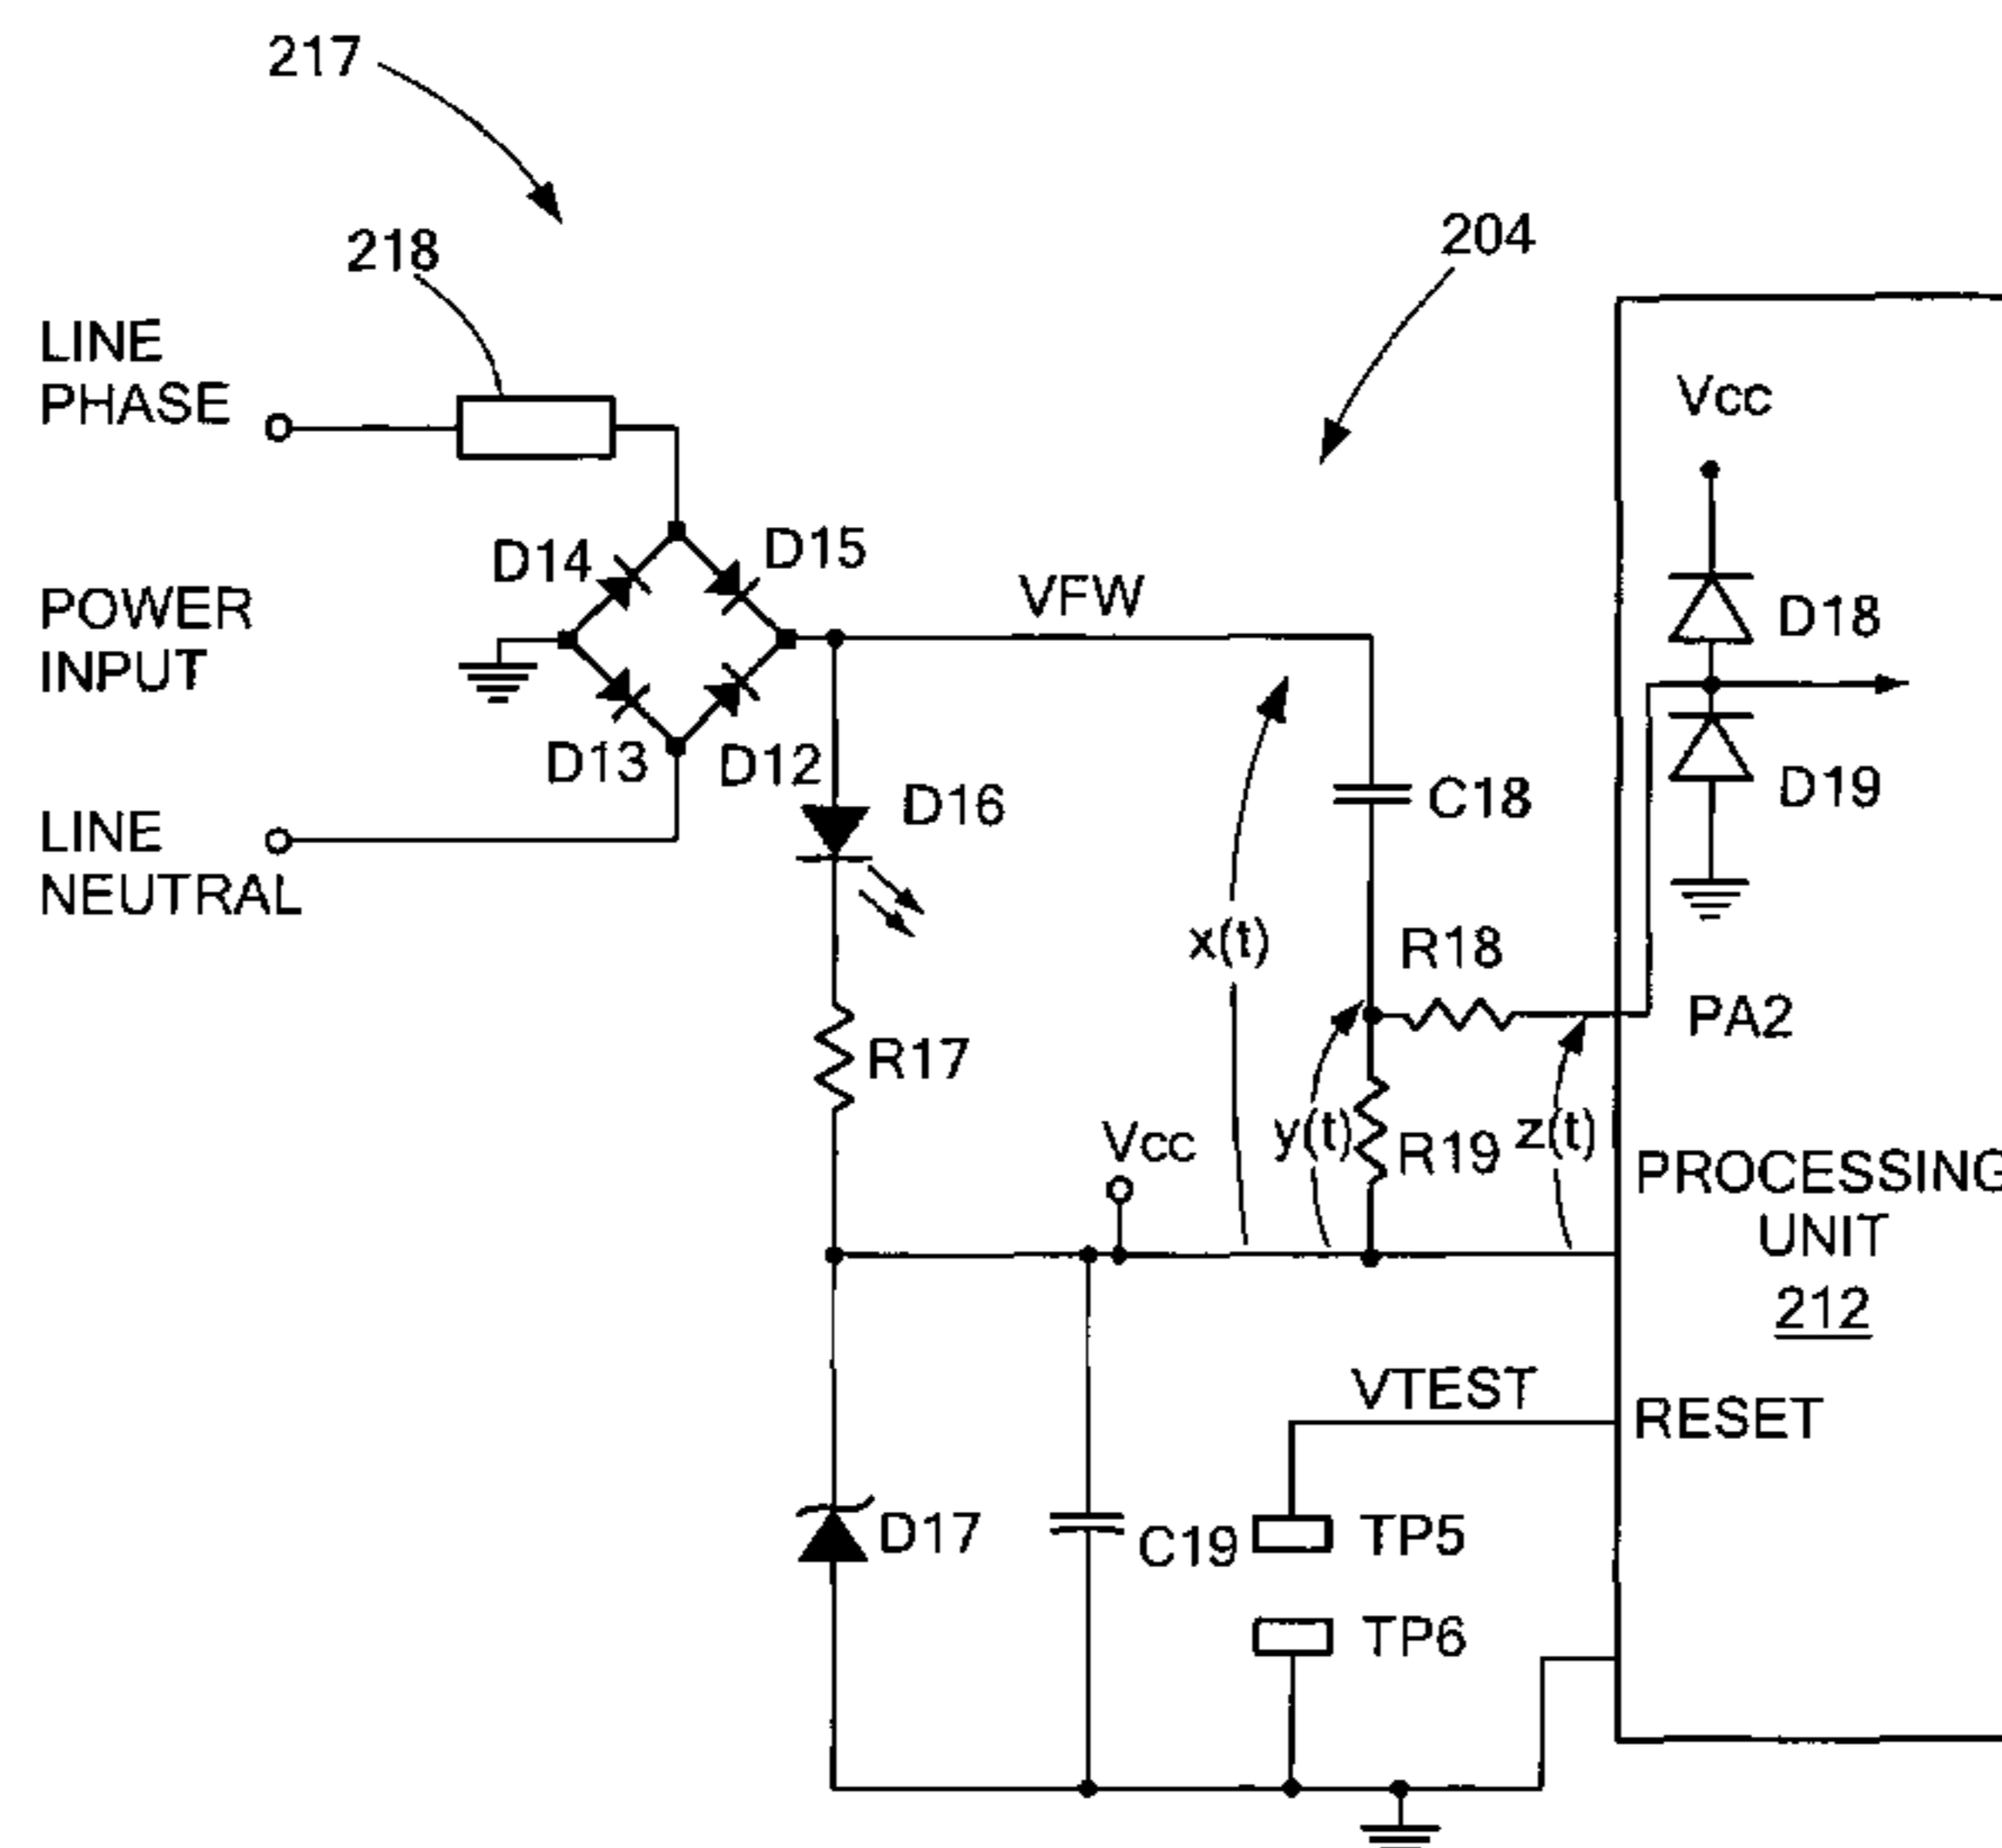 217
218
204
LINE
PHASE
Vcc
D14
D15
POWER
INPUT
VFW
D18
D13
D12
D16
C18
D19
LINE
NEUTRAL
x(t)
R18
PA2
R17
Vcc
y(t)
R19
z(t)
PROCESSING
UNIT
212
VTEST
RESET
D17
C19
TP5
TP6